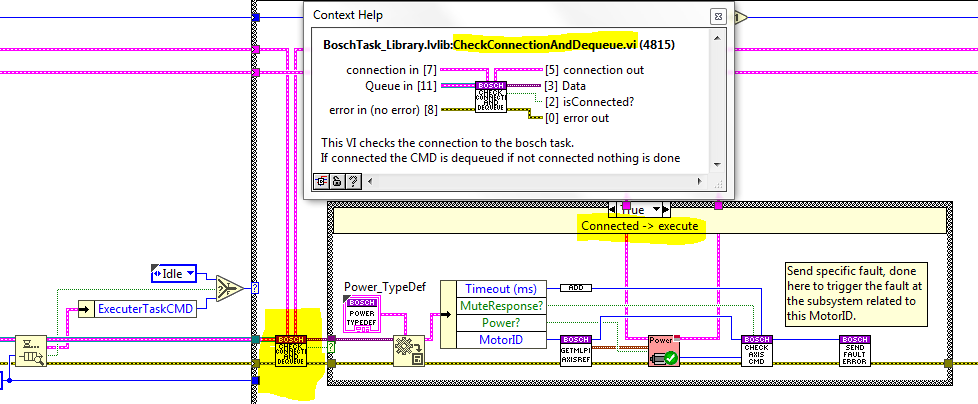 Context Help
BoschTask_Library.lvlib:CheckConnectionAndDequeue.vi (4815)
connection in [7]
[5] connection out
Queue in [11]
[3] Data
[2] isConnected?
error in (no error) [8]
[0] error out
BOSCH
CHECK
CONNECTI
AND
DEQUEUE
This VI checks the connection to the bosch task.
If connected the CMD is dequeued if not connected nothing is done
?
1
True
Connected -> execute
Idle
ExecuterTaskCMD
?
BOSCH
CHECK
CONNECTI
AND
DEQUEUE
?
Power_TypeDef
BOSCH
POWER
TYPEDEF
Timeout (ms)
MuteResponse?
Power?
MotorID
ADD
BOSCH
GETMLPI
AXISREF
Power
BOSCH
CHECK
AXIS
CMD
BOSCH
SEND
FAULT
ERROR
Send specific fault, done
here to trigger the fault at
the subsystem related to
this MotorID.